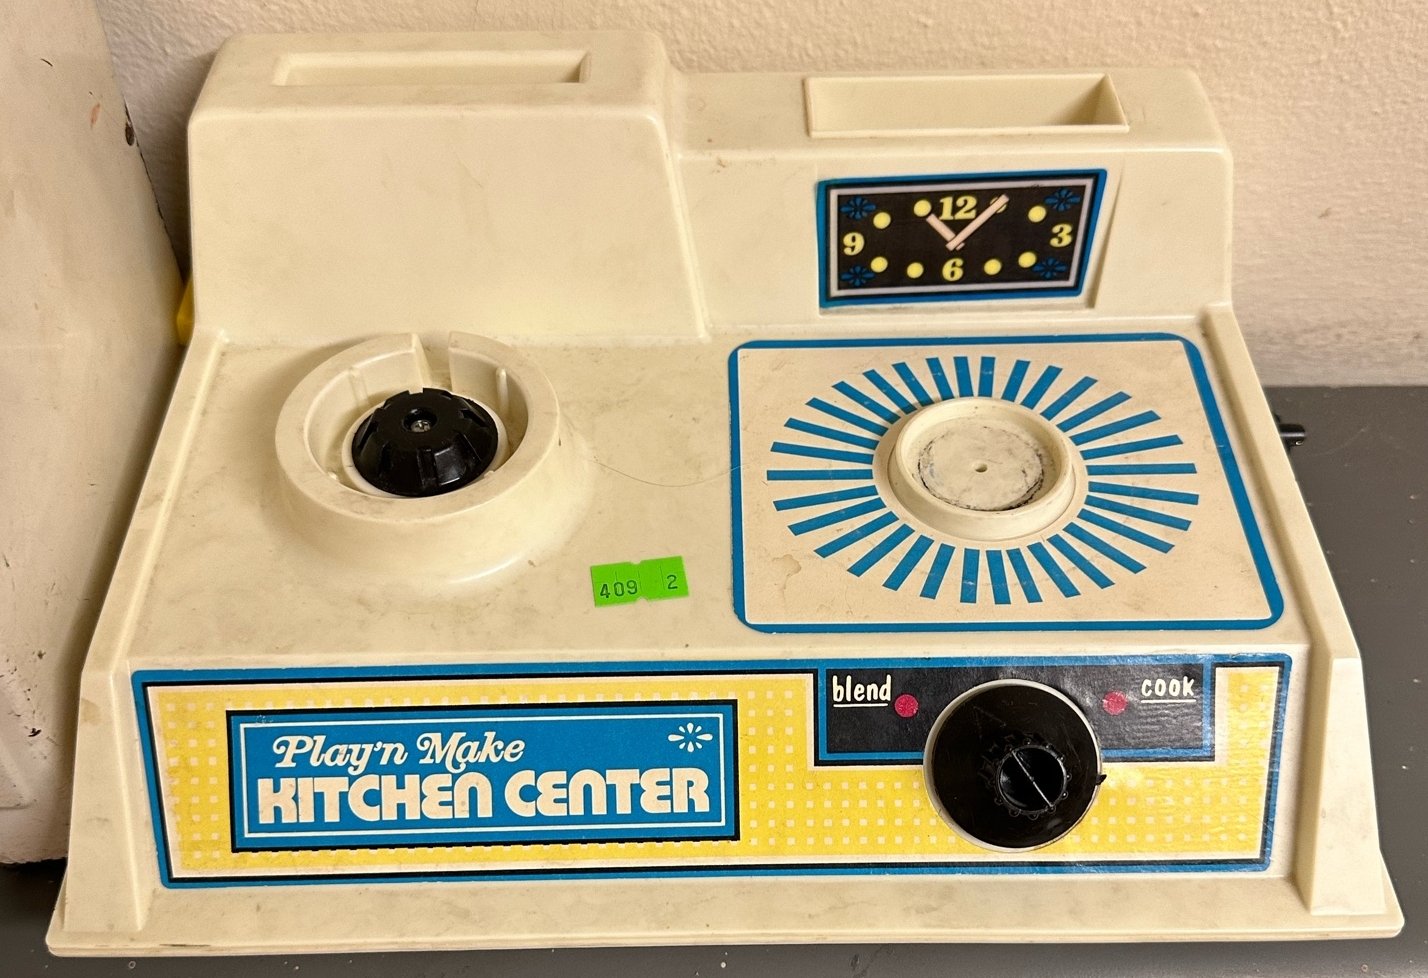 12
9
3
6
409 2
blend
cook
Play'n Make
KITCHEN CENTER